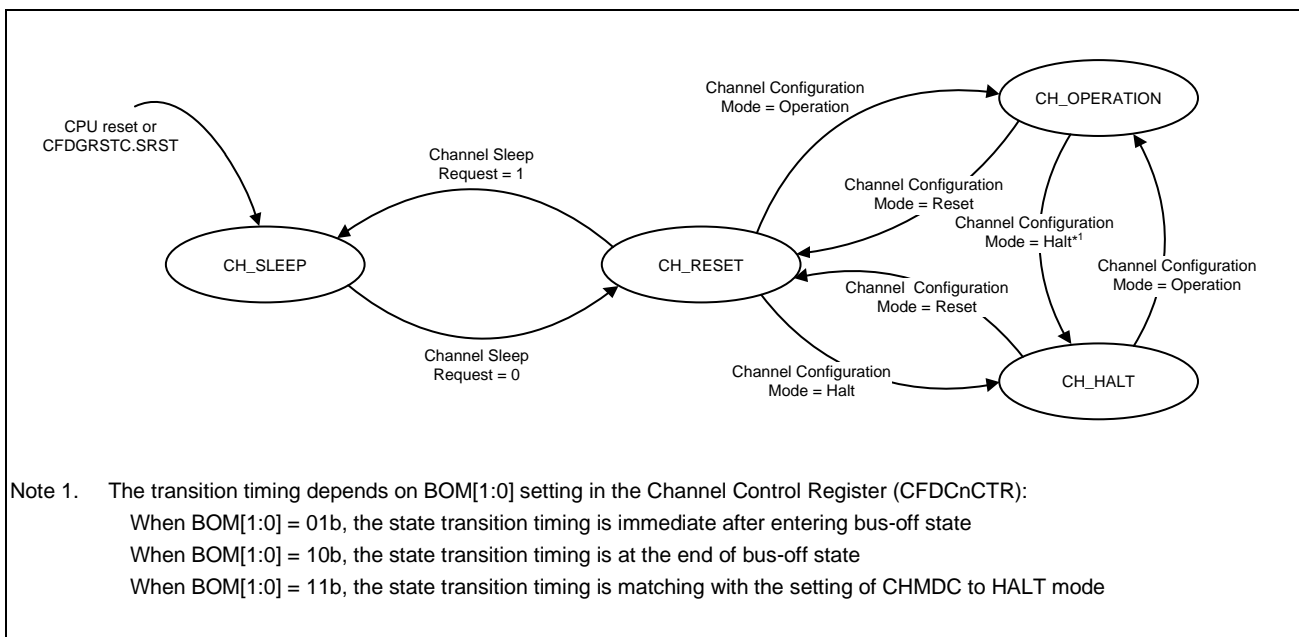 CPU reset or
CFDGRSTC.SRST
Channel Sleep
Request = 1
CH_SLEEP
Channel Sleep
Request = 0
CH_RESET
Channel Configuration
Mode = Operation
CH_OPERATION
Channel Configuration
Mode = Reset
Channel Configuration
Mode = Halt*1
Channel Configuration
Mode = Operation
Channel Configuration
Mode = Reset
Channel Configuration
Mode = Halt
CH_HALT
Note 1. The transition timing depends on BOM[1:0] setting in the Channel Control Register (CFDCnCTR):
When BOM[1:0] = 01b, the state transition timing is immediate after entering bus-off state
When BOM[1:0] = 10b, the state transition timing is at the end of bus-off state
When BOM[1:0] = 11b, the state transition timing is matching with the setting of CHMDC to HALT mode